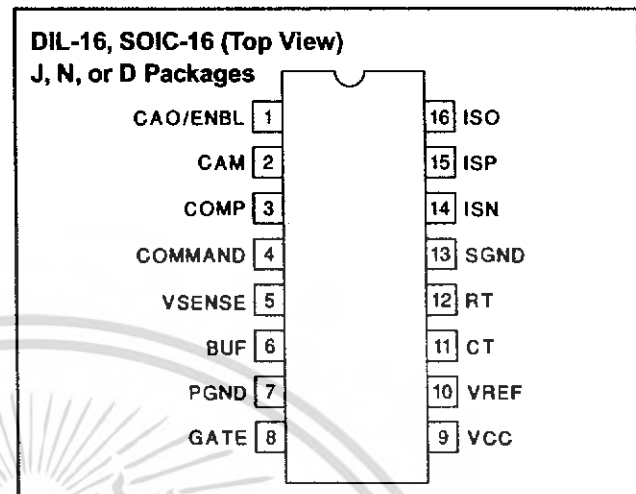 DIL-16, SOIC-16 (Top View)
J, N, or D Packages
CAO/ENBL 1
CAM 2
COMP 3
COMMAND 4
VSENSE 5
BUF 6
PGND 7
GATE 8
16 ISO
15 ISP
14 ISN
13 SGND
12 RT
11 CT
10 VREF
9 VCC